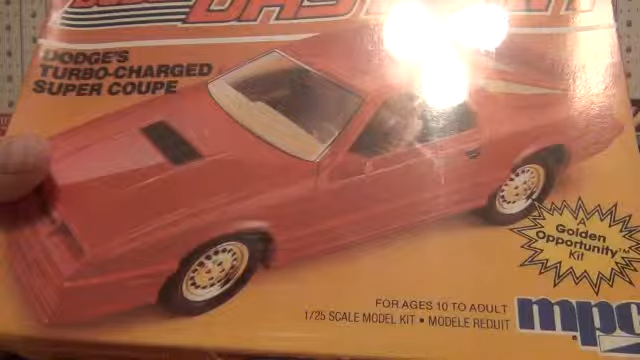 DODGE'S
TURBO-CHARGED
SUPER COUPE
A
Golden
Opportunity™
Kit
FOR AGES 10 TO ADULT
1/25 SCALE MODEL KIT • MODELE REDUIT
mpc